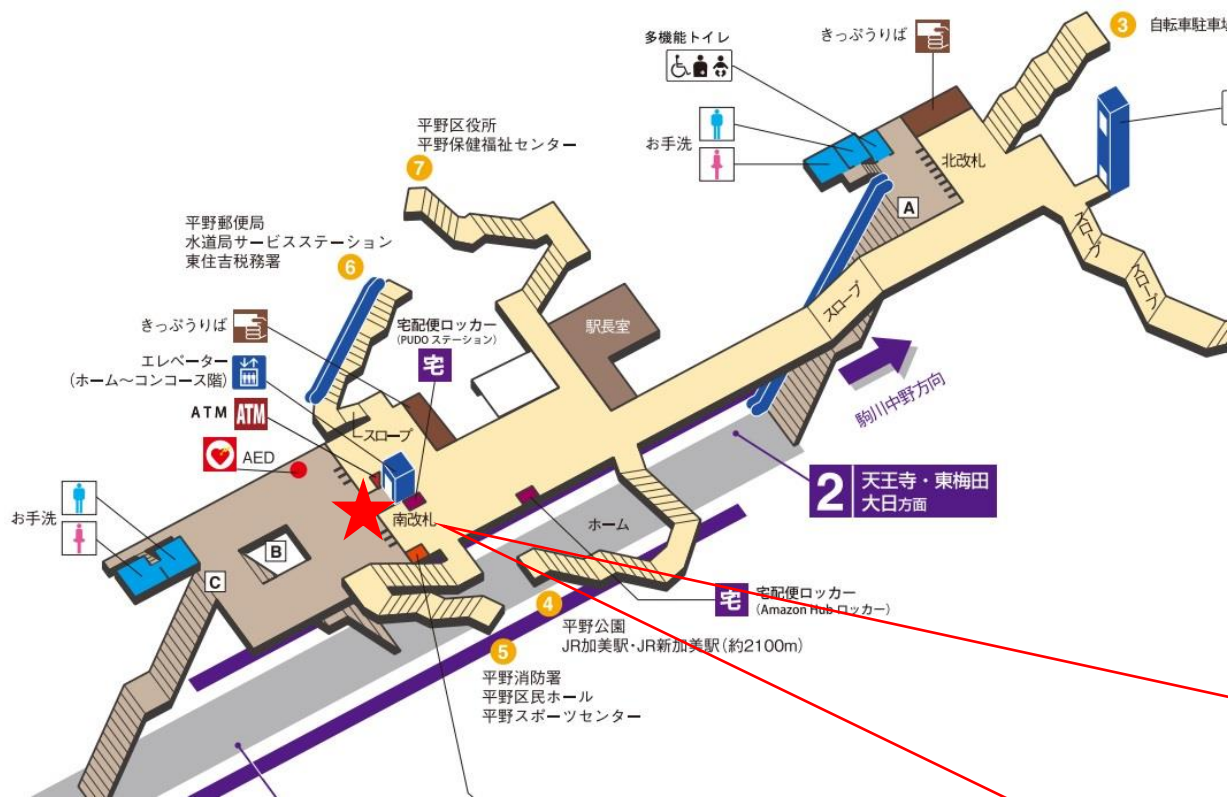 多機能トイレ
きっぷうりば
3
自転車駐車場
お手洗
北改札
A
平野区役所
平野保健福祉センター
7
平野郵便局
水道局サービスステーション
東住吉税務署
6
スロープ
スロープ
スロープ
きっぷうりば
宅配便ロッカー
(PUDO ステーション)
宅
駅長室
エレベーター
(ホーム～コンコース階)
駒川中野方向
ATM ATM
スロープ
AED
2 天王寺・東梅田
大日方面
お手洗
南改札
ホーム
B
C
宅 宅配便ロッカー
(Amazon Hub ロッカー)
4
平野公園
JR加美駅・JR新加美駅(約2100m)
5
平野消防署
平野区民ホール
平野スポーツセンター